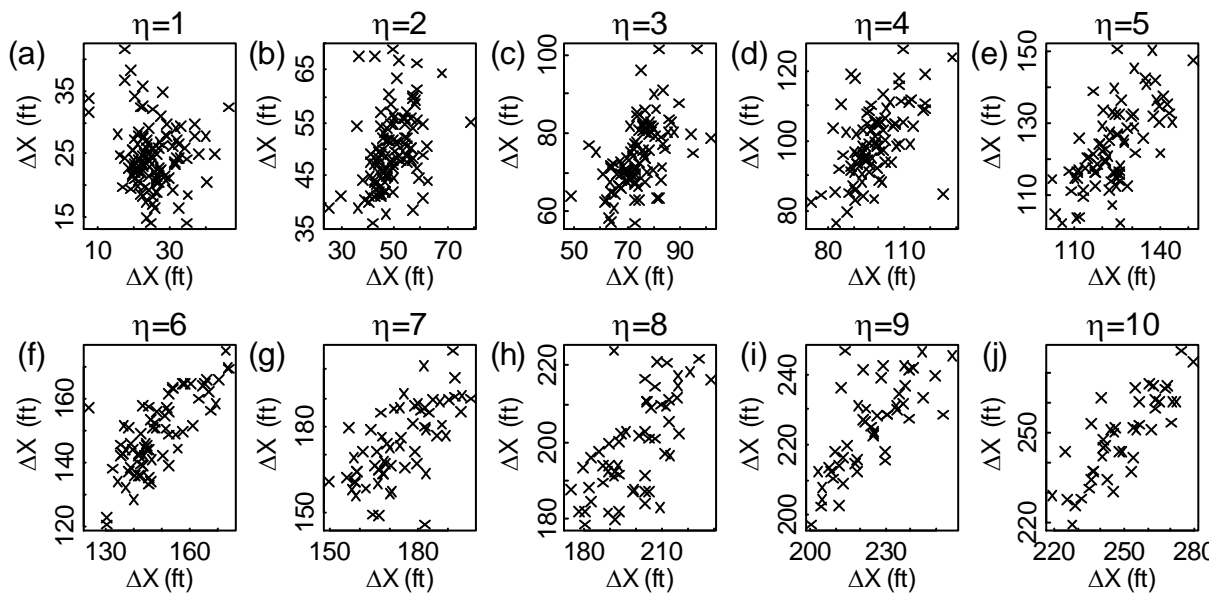 η=1 η=2 η=3 η=4 η=5
(a) (b) (c) (d) (e)
ΔX (ft) ΔX (ft) ΔX (ft) ΔX (ft) ΔX (ft)
15 25 35 35 45 55 65 60 80 100 80 100 120 110 130 150
10 30 50 30 50 70 50 70 90 80 100 120 110 140
ΔX (ft) ΔX (ft) ΔX (ft) ΔX (ft) ΔX (ft)
η=6 η=7 η=8 η=9 η=10
(f) (g) (h) (i) (j)
ΔX (ft) ΔX (ft) ΔX (ft) ΔX (ft) ΔX (ft)
120 140 160 150 180 180 200 220 200 220 240 220 250
130 160 150 180 180 210 200 230 220 250 280
ΔX (ft) ΔX (ft) ΔX (ft) ΔX (ft) ΔX (ft)